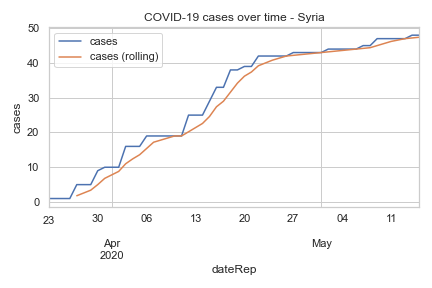 COVID-19 cases over time - Syria
cases
cases (rolling)
cases
50
40
30
20
10
0
23 30 06 13 20 27 04 11
Apr May
2020
dateRep